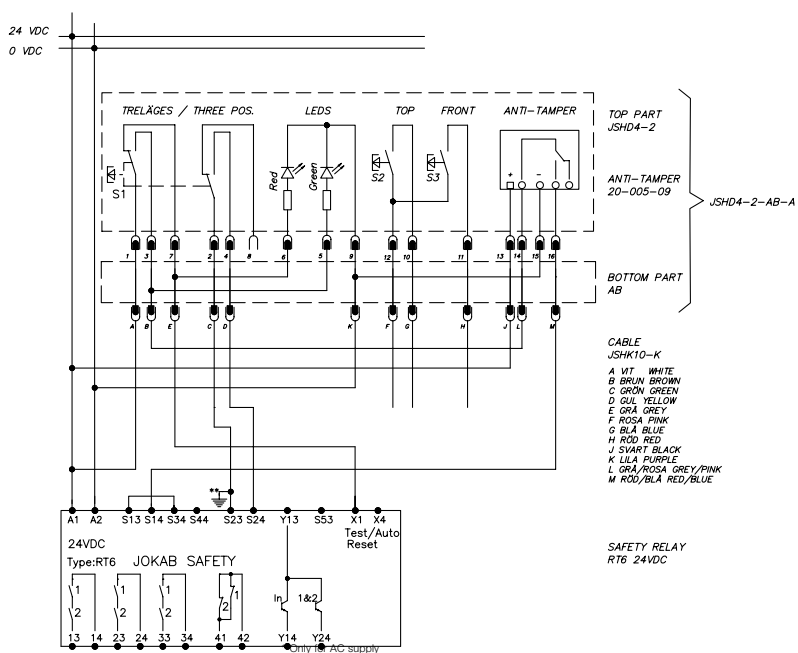 24 VDC
0 VDC
TRELÄGES / THREE POS.
LEDS
TOP
FRONT
ANTI-TAMPER
TOP PART
JSHD4-2
ANTI-TAMPER
20-005-09
JSHD4-2-AB-A
S1
Red
Green
S2
S3
+
-
1 3 7 2 4 8 6 5 9 12 10 11 13 14 15 16
BOTTOM PART
AB
A B E C D K F G H J L M
CABLE
JSHK10-K
A VIT WHITE
B BRUN BROWN
C GRÖN GREEN
D GUL YELLOW
E GRÅ GREY
F ROSA PINK
G BLÅ BLUE
H RÖD RED
J SVART BLACK
K LILA PURPLE
L GRÅ/ROSA GREY/PINK
M RÖD/BLÅ RED/BLUE
**
A1 A2 S13 S14 S34 S44 S23 S24 Y13 S53 X1 X4
Test/Auto
Reset
24VDC
Type:RT6 JOKAB SAFETY
SAFETY RELAY
RT6 24VDC
1 1 1 1
2 2 2 2
In 1&2
13 14 23 24 33 34 41 42 Y14 Y24
Only for AC supply